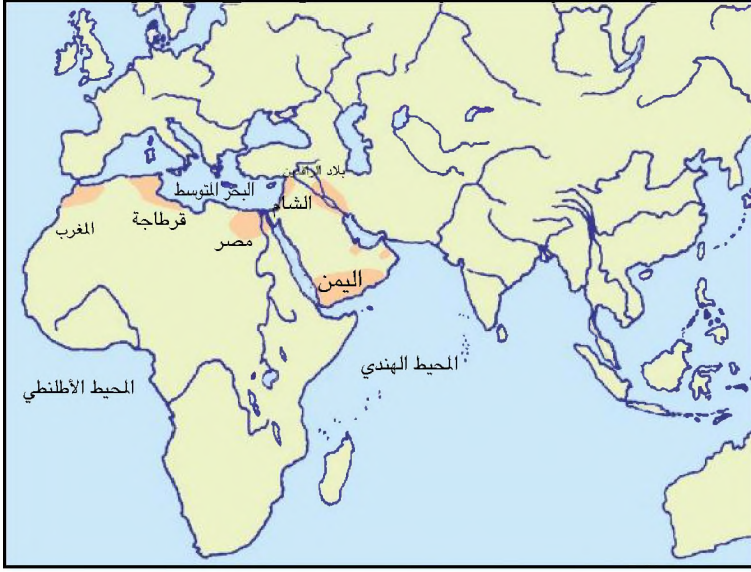 بلاد الرافدين
البحر المتوسط
الشام
المغرب
قرطاجة
مصر
اليمن
المحيط الهندي
المحيط الأطلنطي